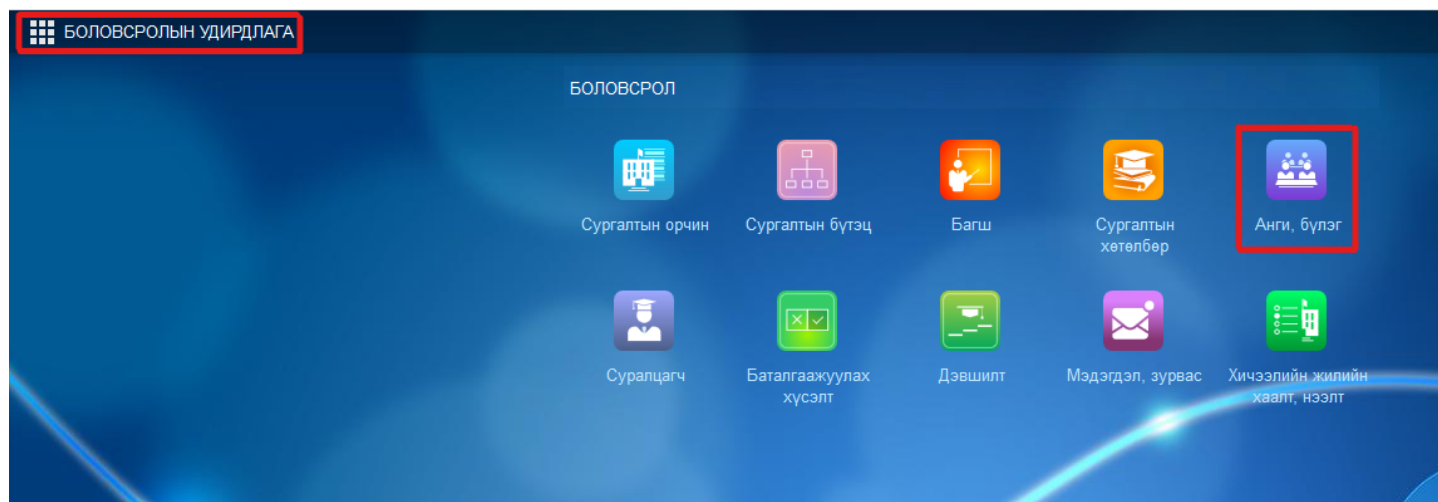 БОЛОВСРОЛЫН УДИРДЛАГА
БОЛОВСРОЛ
Сургалтын орчин
Сургалтын бүтэц
Багш
Сургалтын
хөтөлбөр
Анги, бүлэг
Суралцагч
Баталгаажуулах
хүсэлт
Дэвшилт
Мэдэгдэл, зурвас
Хичээлийн жилийн
хаалт, нээлт